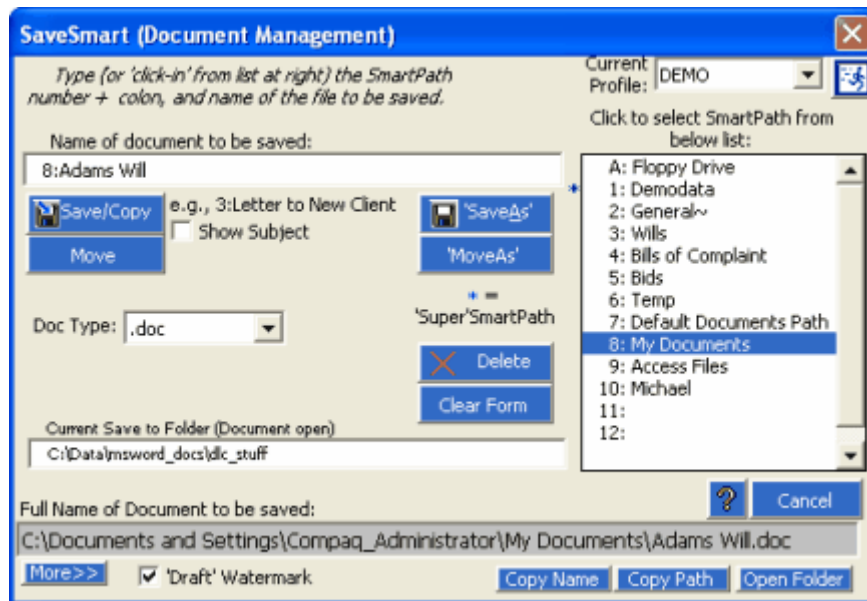 SaveSmart (Document Management)
Type (or 'click-in' from list at right) the SmartPath
number + colon, and name of the file to be saved.
Current
Profile:
DEMO
Click to select SmartPath from
below list:
Name of document to be saved:
8:Adams Will
Save/Copy
e.g., 3:Letter to New Client
Show Subject
'SaveAs'
Move
'MoveAs'
*
* =
'Super'SmartPath
Doc Type:
.doc
Delete
Clear Form
A: Floppy Drive
1: Demodata
2: General~
3: Wills
4: Bills of Complaint
5: Bids
6: Temp
7: Default Documents Path
8: My Documents
9: Access Files
10: Michael
11:
12:
Current Save to Folder (Document open)
C:\Data\msword_docs\dlc_stuff
?
Cancel
Full Name of Document to be saved:
C:\Documents and Settings\Compaq_Administrator\My Documents\Adams Will.doc
More>>
'Draft' Watermark
Copy Name
Copy Path
Open Folder